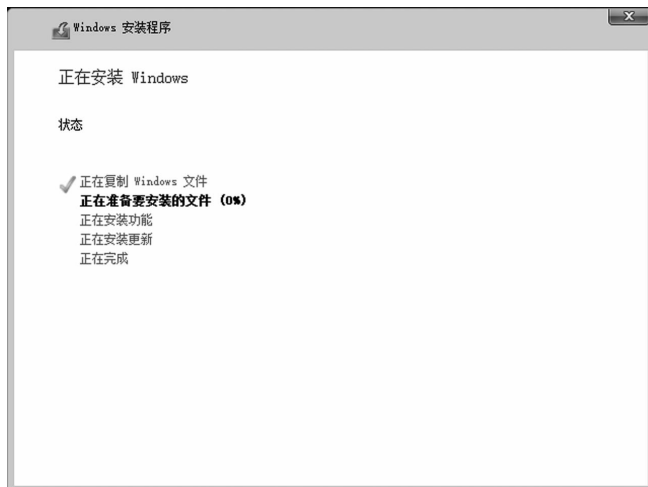 Windows 安装程序
正在安装 Windows
状态
正在复制 Windows 文件
正在准备要安装的文件 (0%)
正在安装功能
正在安装更新
正在完成